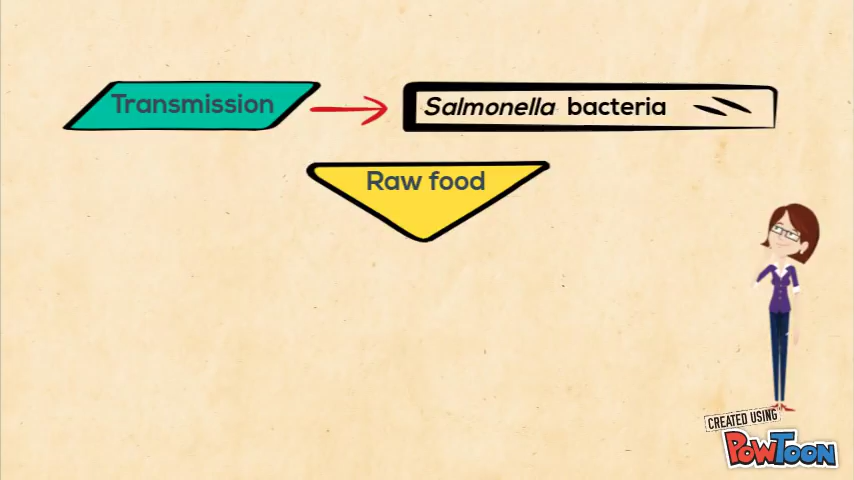 Transmission
Salmonella bacteria
Raw food
CREATED USING
POWTOON